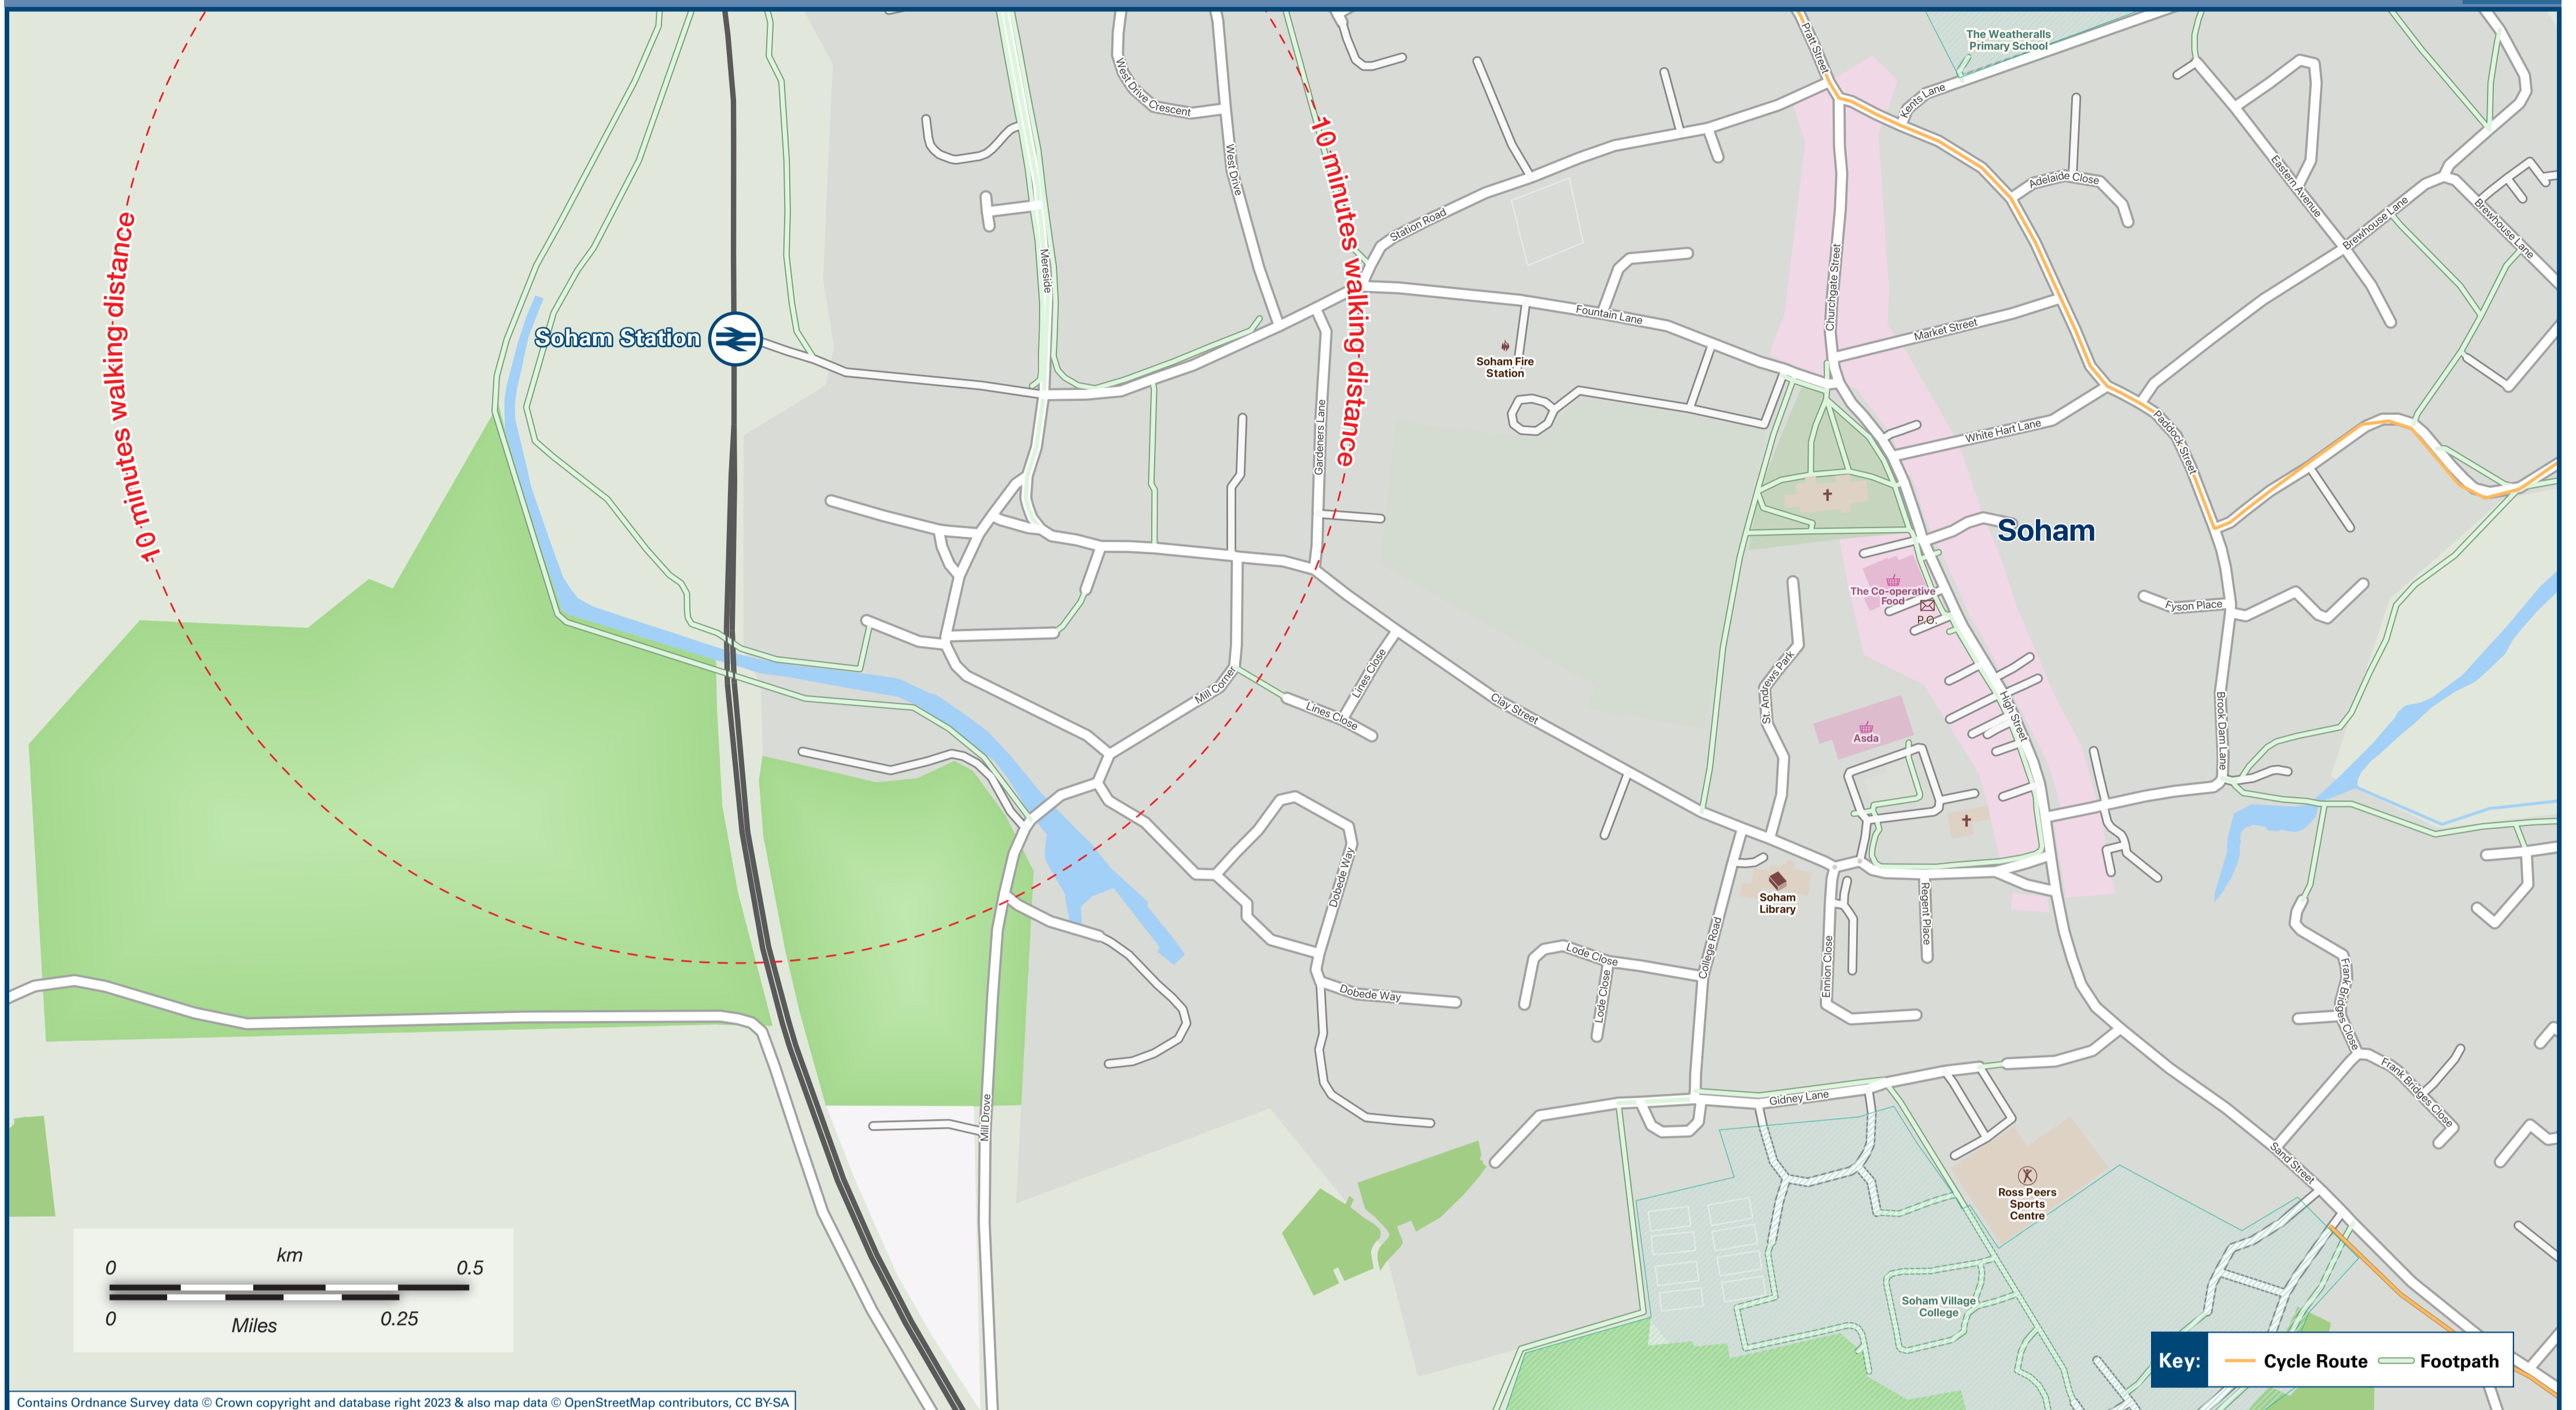 The Weatheralls
Primary School
Pratt Street
Kents Lane
West Drive Crescent
West Drive
10 minutes walking distance
10 minutes walking distance
Adelaide Close
Eastern Avenue
Brewhouse Lane
Brewhouse Lane
Station Road
Mereside
Churchgate Street
Fountain Lane
Market Street
Soham Station
Soham Fire
Station
Gardeners Lane
White Hart Lane
Paddock Street
Soham
The Co-operative
Food
P.O.
Fyson Place
St. Andrews Park
Lines Close
Lines Close
Mill Corner
Clay Street
High Street
Brook Dam Lane
Asda
Dobede Way
Dobede Way
Soham
Library
Regent Place
College Road
Ennion Close
Lode Close
Lode Close
Frank Bridges Close
Frank Bridges Close
Mill Drove
Gidney Lane
Sand Street
Ross Peers
Sports
Centre
Soham Village
College
km
0 0.5
0 0.25
Miles
Key: Cycle Route Footpath
Contains Ordnance Survey data © Crown copyright and database right 2023 & also map data © OpenStreetMap contributors, CC BY-SA